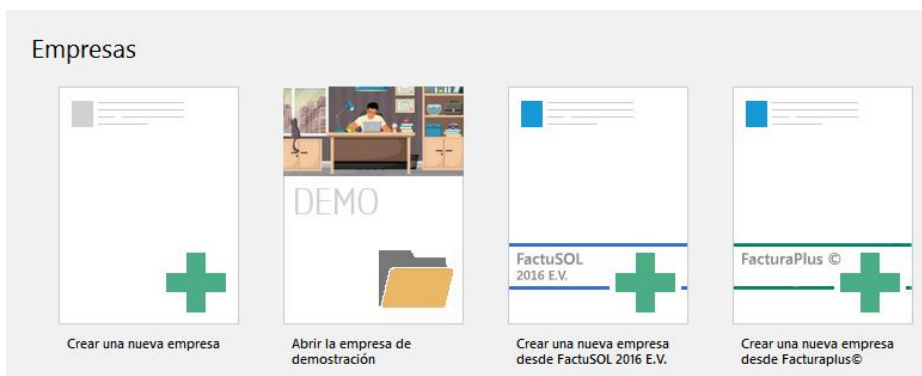 Empresas
DEMO
FactuSOL
2016 E.V.
FacturaPlus ©
Crear una nueva empresa
Abrir la empresa de
demostración
Crear una nueva empresa
desde FactuSOL 2016 E.V.
Crear una nueva empresa
desde Facturaplus©